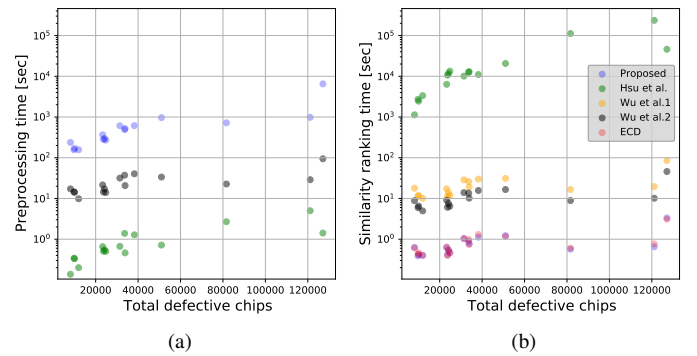 10⁵
10⁴
10³
10²
10¹
10⁰
Preprocessing time [sec]
20000 40000 60000 80000 100000 120000
Total defective chips
(a)
10⁵
10⁴
10³
10²
10¹
10⁰
Similarity ranking time [sec]
Proposed
Hsu et al.
Wu et al.1
Wu et al.2
ECD
20000 40000 60000 80000 100000 120000
Total defective chips
(b)